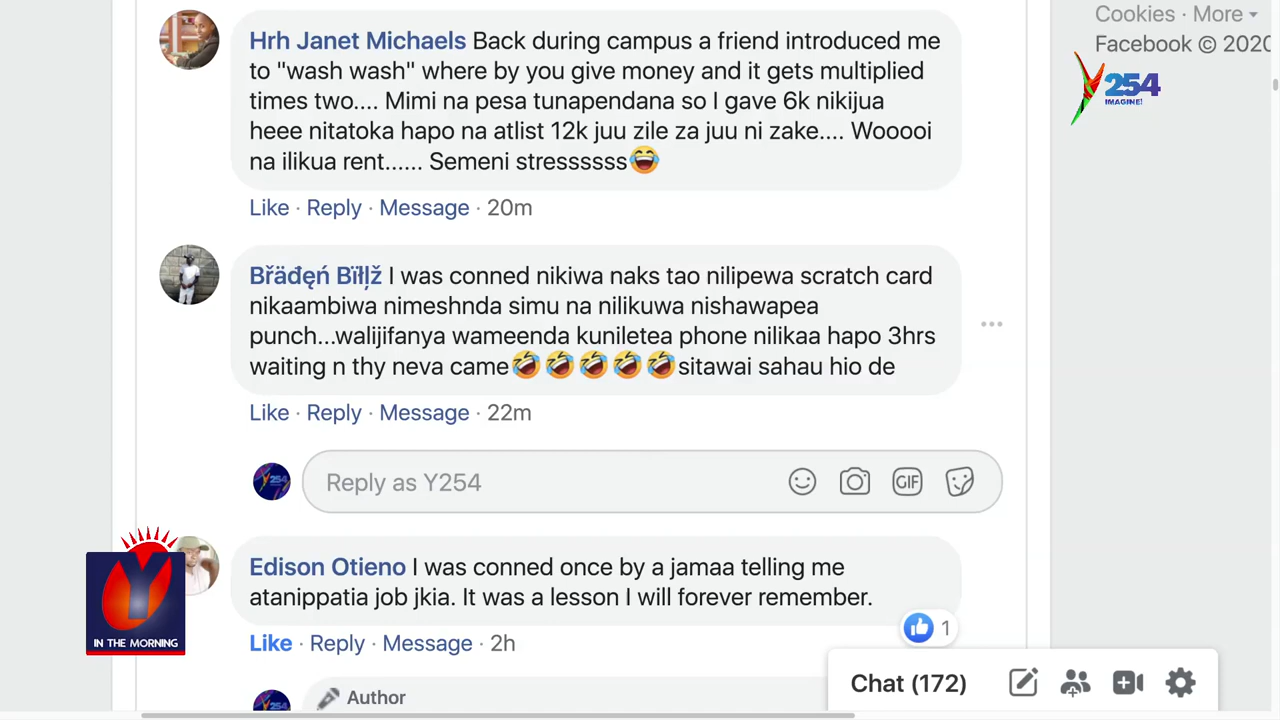 Cookies · More
Facebook © 2020
Y254
IMAGINE!
Hrh Janet Michaels Back during campus a friend introduced me
to "wash wash" where by you give money and it gets multiplied
times two.... Mimi na pesa tunapendana so I gave 6k nikijua
heee nitatoka hapo na atlist 12k juu zile za juu ni zake.... Wooooi
na ilikua rent...... Semeni stressssss😂
Like · Reply · Message · 20m
Břäđęń Bïłļž I was conned nikiwa naks tao nilipewa scratch card
nikaambiwa nimeshnda simu na nilikuwa nishawapea
punch...walijifanya wameenda kuniletea phone nilikaa hapo 3hrs
waiting n thy neva came🤣🤣🤣🤣🤣sitawai sahau hio de
Like · Reply · Message · 22m
Reply as Y254
GIF
Edison Otieno I was conned once by a jamaa telling me
atanippatia job jkia. It was a lesson I will forever remember.
1
Like · Reply · Message · 2h
Author
Chat (172)
Y
IN THE MORNING